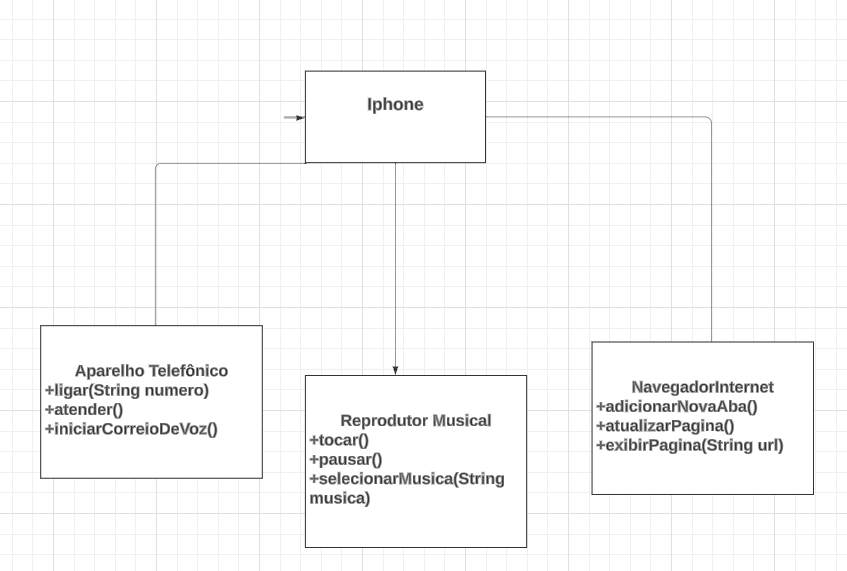 Iphone
Aparelho Telefônico
+ligar(String numero)
+atender()
+iniciarCorreioDeVoz()
Reprodutor Musical
+tocar()
+pausar()
+selecionarMusica(String
musica)
NavegadorInternet
+adicionarNovaAba()
+atualizarPagina()
+exibirPagina(String url)